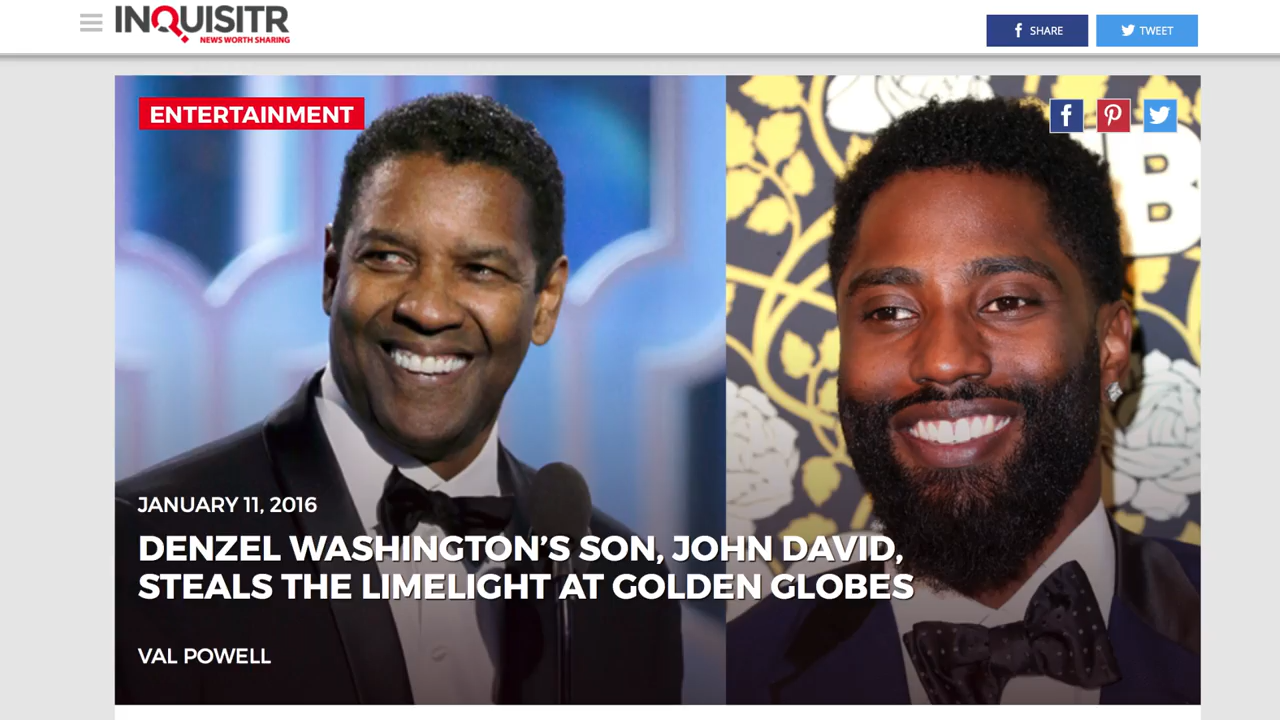 INQUISITR
NEWS WORTH SHARING
SHARE
TWEET
ENTERTAINMENT
B
JANUARY 11, 2016
DENZEL WASHINGTON'S SON, JOHN DAVID,
STEALS THE LIMELIGHT AT GOLDEN GLOBES
VAL POWELL